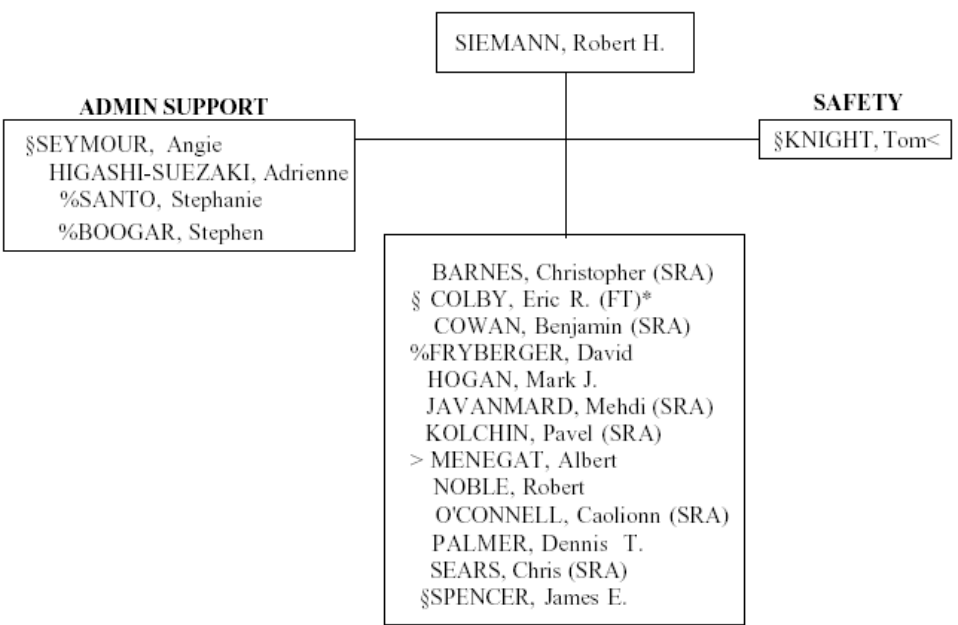 SIEMANN, Robert H.
ADMIN SUPPORT
§SEYMOUR, Angie
HIGASHI-SUEZAKI, Adrienne
%SANTO, Stephanie
%BOOGAR, Stephen
SAFETY
§KNIGHT, Tom<
BARNES, Christopher (SRA)
§ COLBY, Eric R. (FT)*
COWAN, Benjamin (SRA)
%FRYBERGER, David
HOGAN, Mark J.
JAVANMARD, Mehdi (SRA)
KOLCHIN, Pavel (SRA)
> MENEGAT, Albert
NOBLE, Robert
O'CONNELL, Caolionn (SRA)
PALMER, Dennis T.
SEARS, Chris (SRA)
§SPENCER, James E.